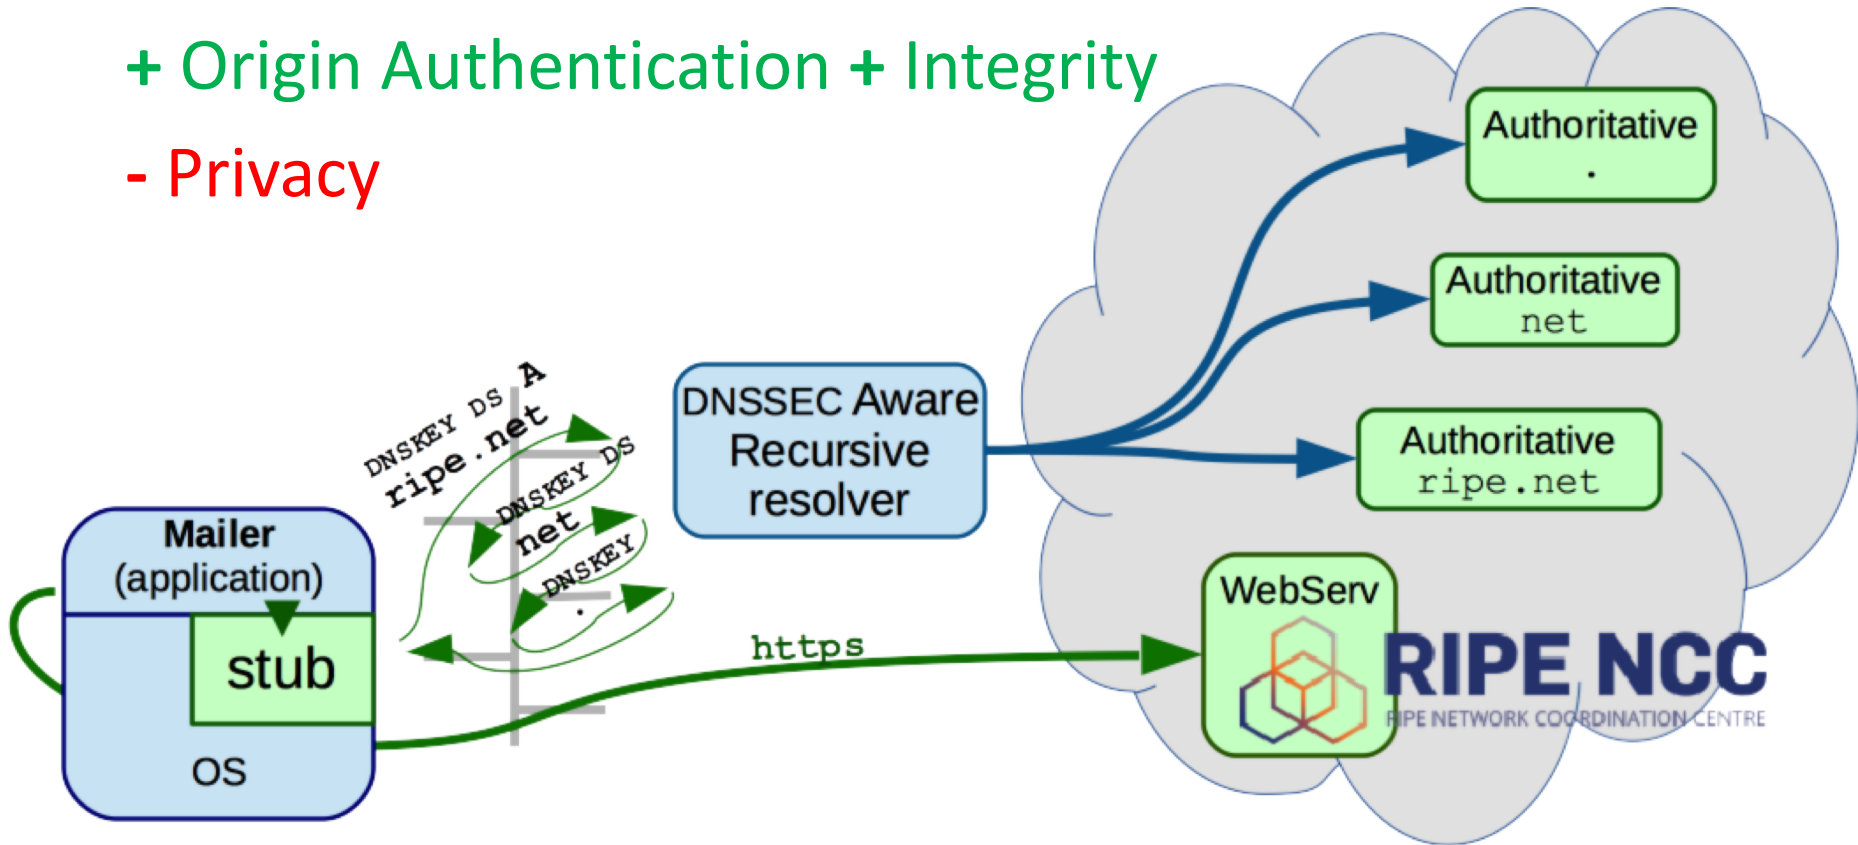 + Origin Authentication + Integrity
- Privacy
Authoritative
.
Authoritative
net
Authoritative
ripe.net
DNSSEC Aware
Recursive
resolver
DNSKEY DS A
ripe.net
DNSKEY DS
net
DNSKEY
.
Mailer
(application)
stub
OS
https
WebServ
RIPE NCC
RIPE NETWORK COORDINATION CENTRE